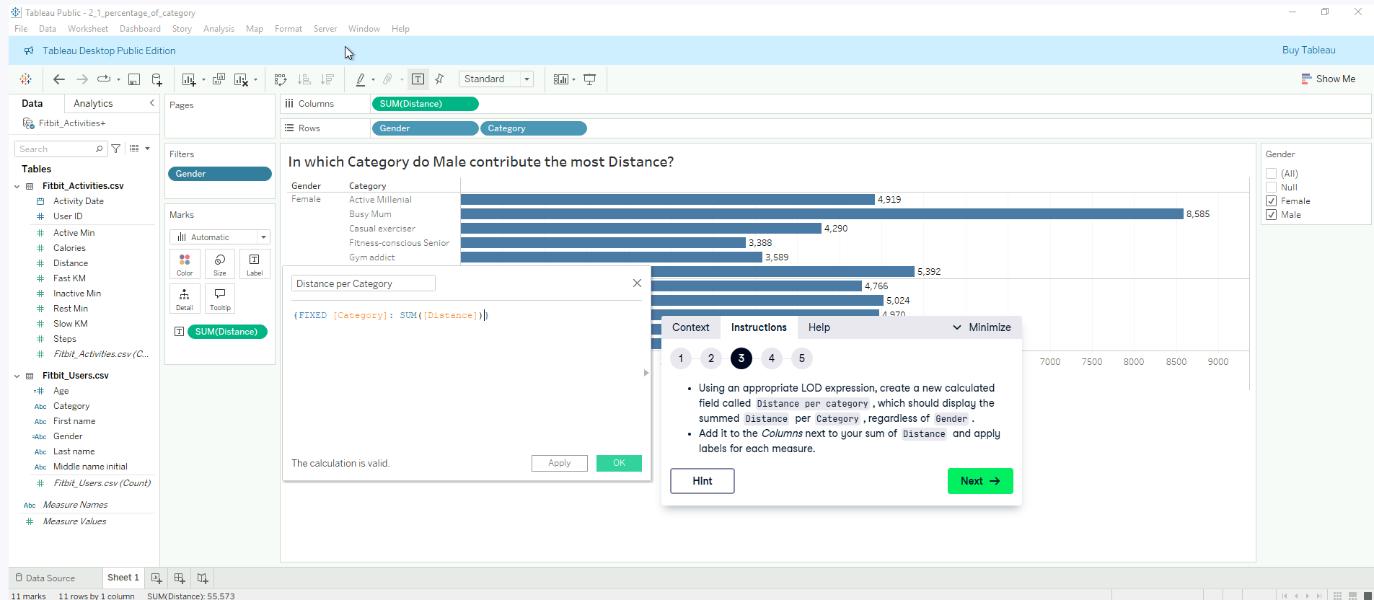 Tableau Public - 2_1_percentage_of_category
File Data Worksheet Dashboard Story Analysis Map Format Server Window Help
Tableau Desktop Public Edition
Buy Tableau
Standard
Show Me
Data Analytics
Fitbit_Activities+
Search
Tables
Fitbit_Activities.csv
Activity Date
# User ID
# Active Min
# Calories
# Distance
# Fast KM
# Inactive Min
# Rest Min
# Slow KM
# Steps
# Fitbit_Activities.csv (C...
Fitbit_Users.csv
# Age
Abc Category
Abc First name
Abc Gender
Abc Last name
Abc Middle name initial
# Fitbit_Users.csv (Count)
Abc Measure Names
# Measure Values
Pages
Filters
Gender
Marks
Automatic
Color Size Label
Detail Tooltip
SUM(Distance)
Columns SUM(Distance)
Rows Gender Category
In which Category do Male contribute the most Distance?
Gender Category
Female Active Millenial 4,919
Busy Mum 8,585
Casual exerciser 4,290
Fitness-conscious Senior 3,388
Gym addict 3,589
5,392
4,766
5,024
4,970
7000 7500 8000 8500 9000
Distance per Category
{FIXED [Category]: SUM([Distance])}
The calculation is valid.
Apply OK
Context Instructions Help Minimize
1 2 3 4 5
• Using an appropriate LOD expression, create a new calculated
field called Distance per category , which should display the
summed Distance per Category , regardless of Gender .
• Add it to the Columns next to your sum of Distance and apply
labels for each measure.
Hint
Next →
Gender
(All)
Null
Female
Male
Data Source Sheet 1
11 marks 11 rows by 1 column SUM(Distance): 55,573